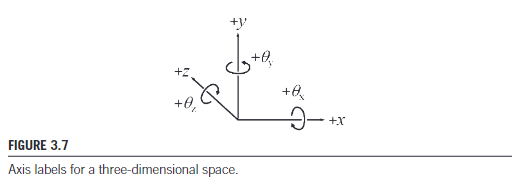 +y
+θy
+z
+θx
+θz
+x
FIGURE 3.7
Axis labels for a three-dimensional space.